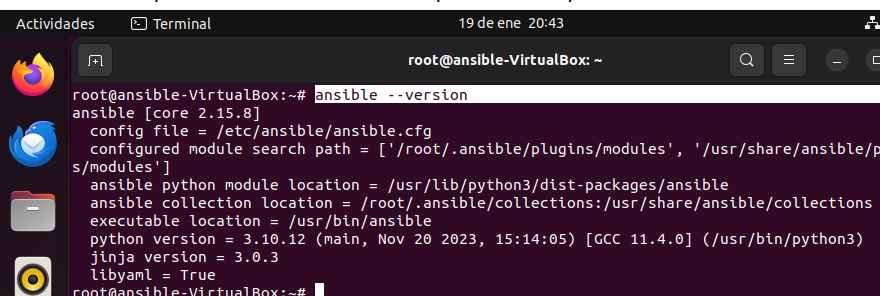 Actividades
Terminal
19 de ene 20:43
root@ansible-VirtualBox: ~
root@ansible-VirtualBox:~# ansible --version
ansible [core 2.15.8]
  config file = /etc/ansible/ansible.cfg
  configured module search path = ['/root/.ansible/plugins/modules', '/usr/share/ansible/p
s/modules']
  ansible python module location = /usr/lib/python3/dist-packages/ansible
  ansible collection location = /root/.ansible/collections:/usr/share/ansible/collections
  executable location = /usr/bin/ansible
  python version = 3.10.12 (main, Nov 20 2023, 15:14:05) [GCC 11.4.0] (/usr/bin/python3)
  jinja version = 3.0.3
  libyaml = True
root@ansible-VirtualBox:~#